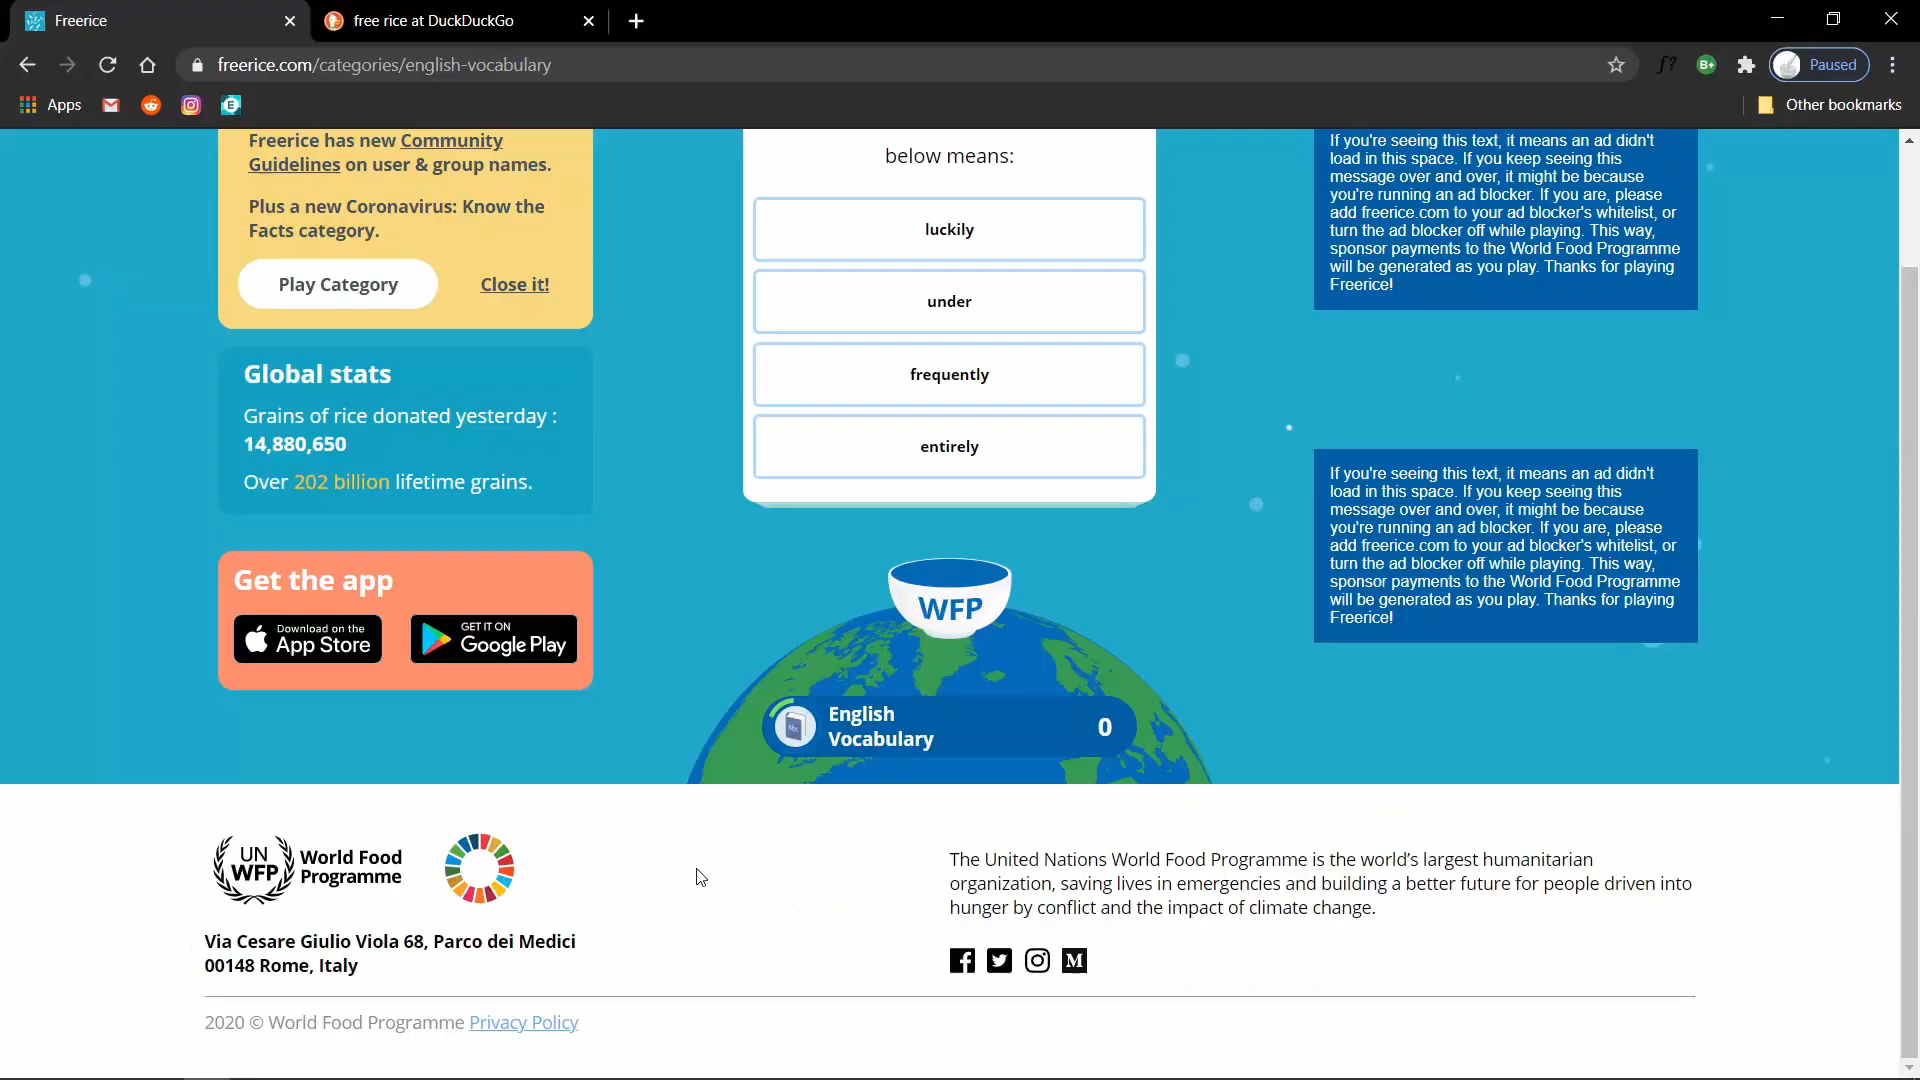 Freerice
free rice at DuckDuckGo
freerice.com/categories/english-vocabulary
f?
B+
Paused
Apps
E
Other bookmarks
Freerice has new Community
Guidelines on user & group names.
Plus a new Coronavirus: Know the
Facts category.
Play Category
Close it!
Global stats
Grains of rice donated yesterday :
14,880,650
Over 202 billion lifetime grains.
Get the app
Download on the
App Store
GET IT ON
Google Play
below means:
luckily
under
frequently
entirely
WFP
English
Vocabulary
0
If you're seeing this text, it means an ad didn't
load in this space. If you keep seeing this
message over and over, it might be because
you're running an ad blocker. If you are, please
add freerice.com to your ad blocker's whitelist, or
turn the ad blocker off while playing. This way,
sponsor payments to the World Food Programme
will be generated as you play. Thanks for playing
Freerice!
If you're seeing this text, it means an ad didn't
load in this space. If you keep seeing this
message over and over, it might be because
you're running an ad blocker. If you are, please
add freerice.com to your ad blocker's whitelist, or
turn the ad blocker off while playing. This way,
sponsor payments to the World Food Programme
will be generated as you play. Thanks for playing
Freerice!
UN
WFP
World Food
Programme
Via Cesare Giulio Viola 68, Parco dei Medici
00148 Rome, Italy
The United Nations World Food Programme is the world's largest humanitarian
organization, saving lives in emergencies and building a better future for people driven into
hunger by conflict and the impact of climate change.
2020 © World Food Programme Privacy Policy